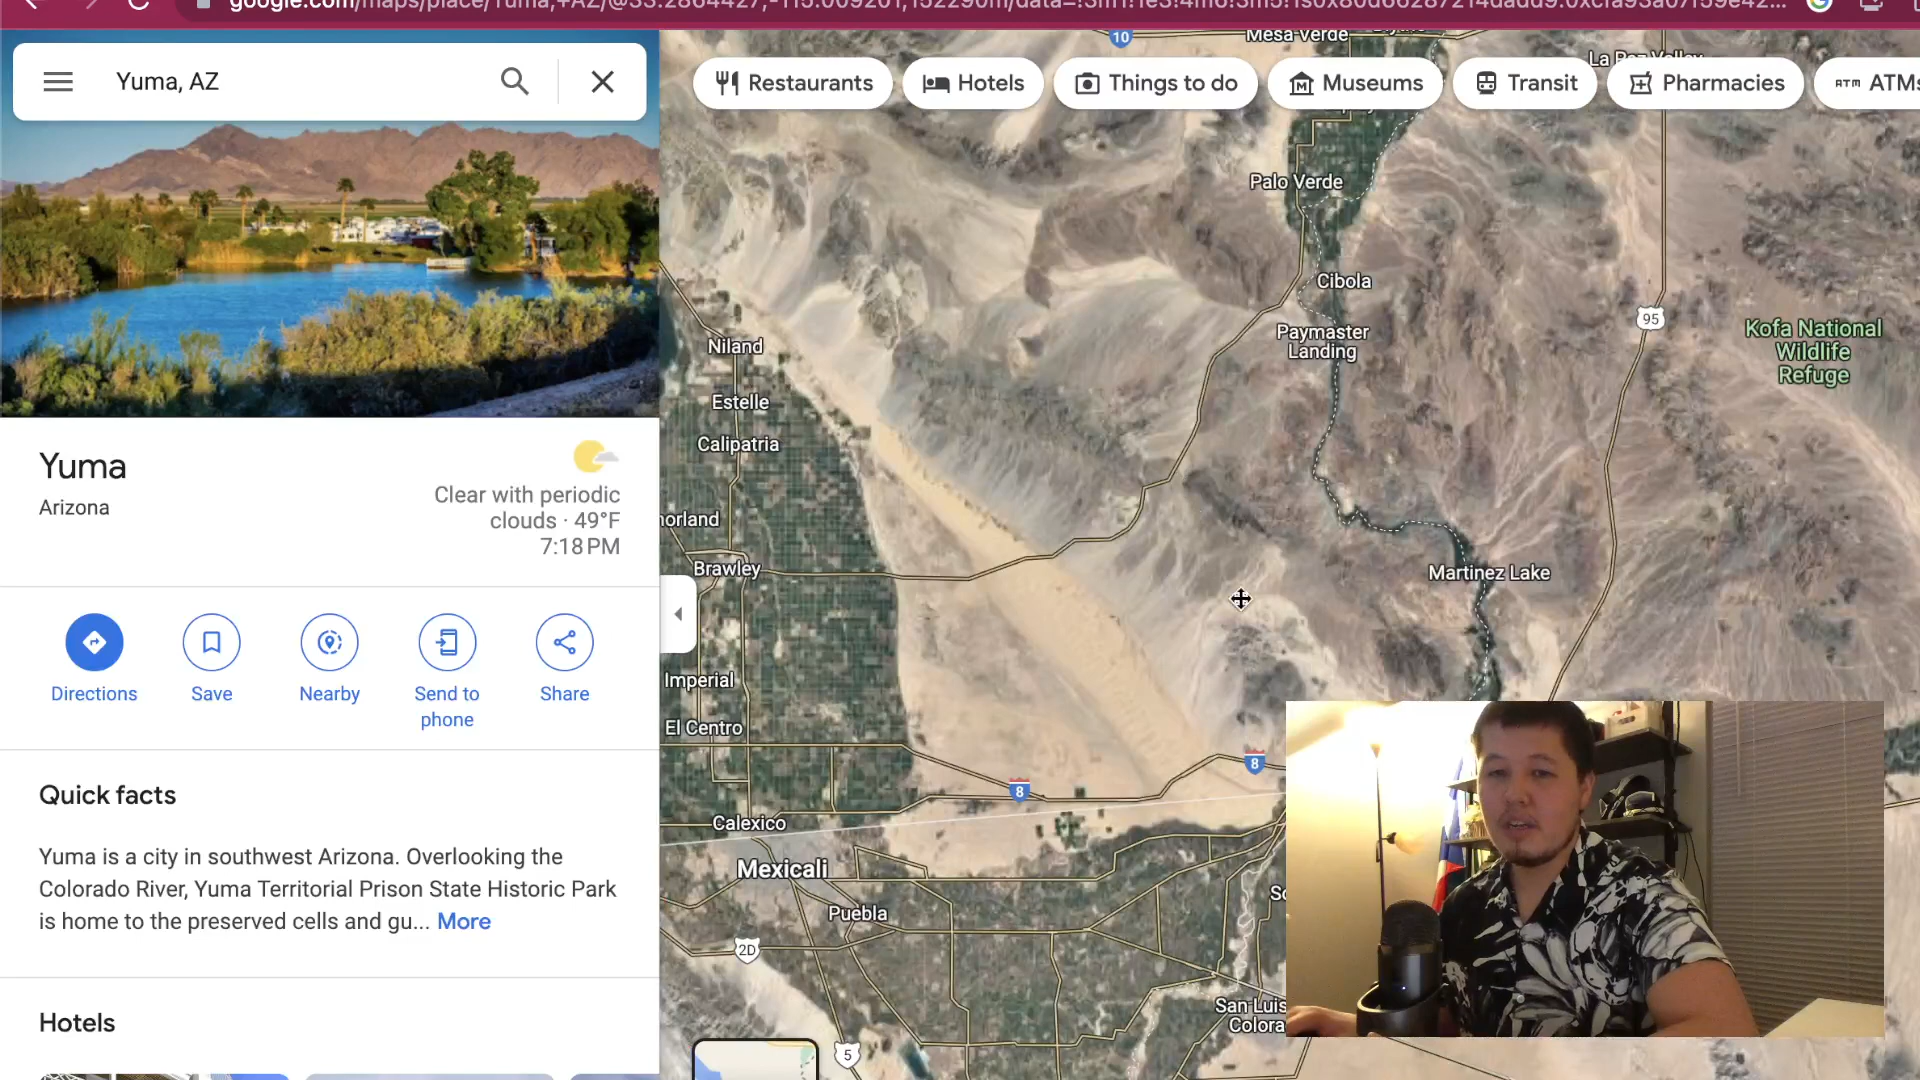 Yuma, AZ
Restaurants
Hotels
Things to do
Museums
Transit
Pharmacies
ATMs
10
Mesa Verde
Palo Verde
Cibola
Paymaster
Landing
95
Kofa National
Wildlife
Refuge
Niland
Estelle
Calipatria
Brawley
Martinez Lake
Imperial
El Centro
8
8
Calexico
Mexicali
Puebla
2D
San Luis
5
Yuma
Arizona
Clear with periodic
clouds · 49°F
7:18 PM
Directions
Save
Nearby
Send to
phone
Share
Quick facts
Yuma is a city in southwest Arizona. Overlooking the
Colorado River, Yuma Territorial Prison State Historic Park
is home to the preserved cells and gu... More
Hotels